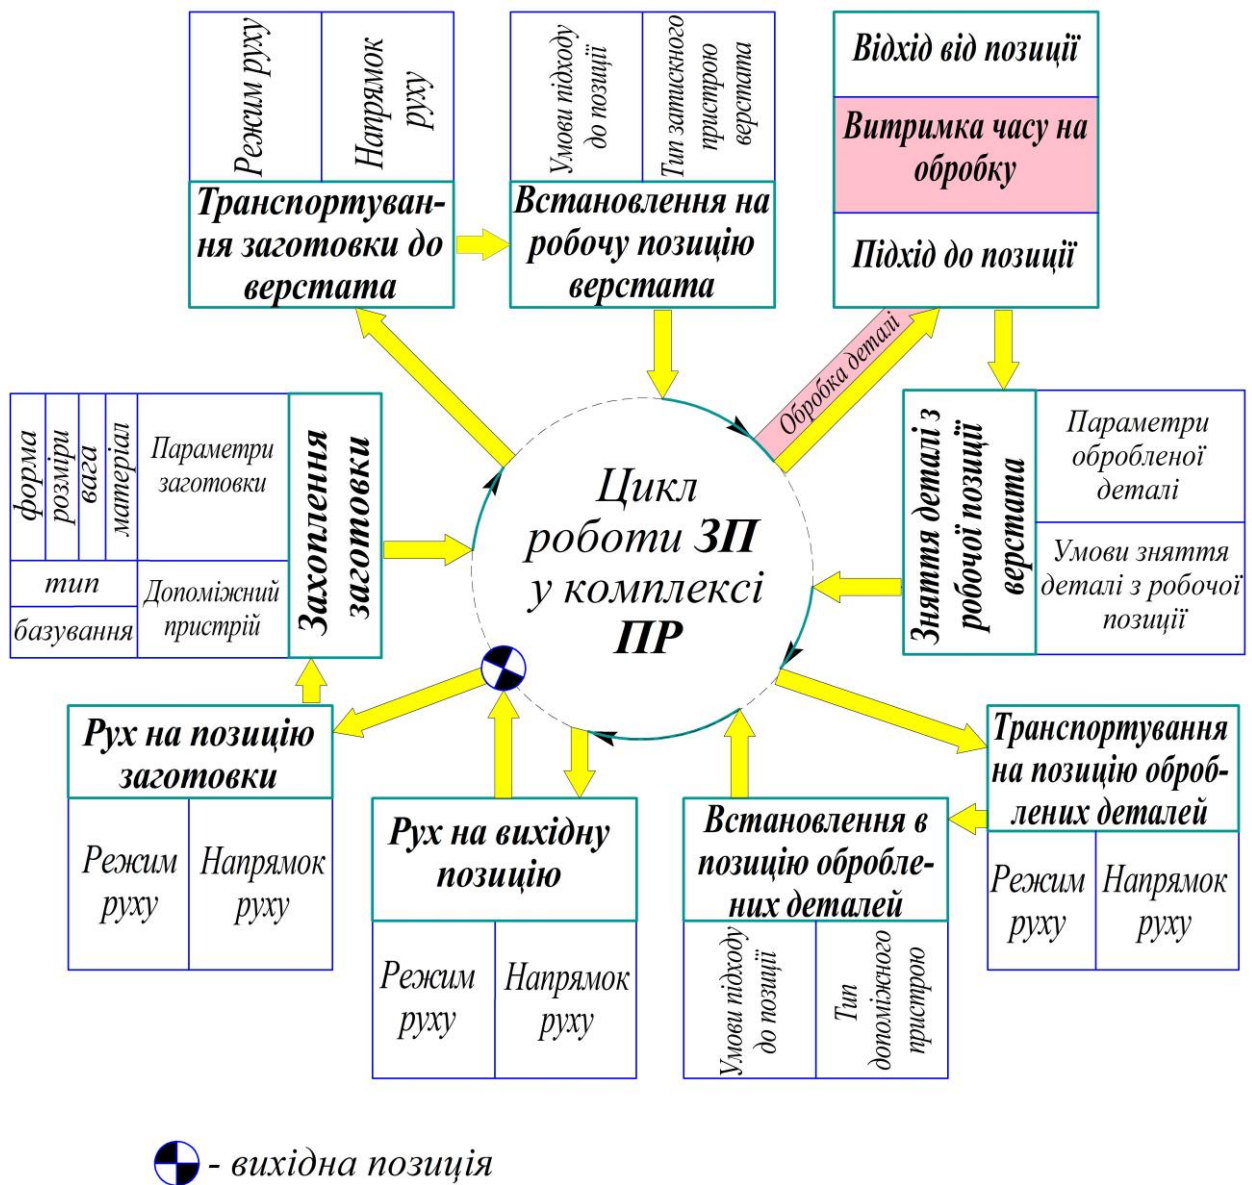 Режим руху
Напрямок
руху
Транспортуван-
ня заготовки до
верстата
Умови підходу
до позиції
Тип затискного
пристрою
верстата
Встановлення на
робочу позицію
верстата
Відхід від позиції
Витримка часу на
обробку
Підхід до позиції
Обробка деталі
форма
розміри
вага
матеріал
Параметри
заготовки
тип
базування
Допоміжний
пристрій
Захоплення
заготовки
Цикл
роботи ЗП
у комплексі
ПР
Зняття деталі з
робочої позиції
верстата
Параметри
обробленої
деталі
Умови зняття
деталі з робочої
позиції
Рух на позицію
заготовки
Режим
руху
Напрямок
руху
Рух на вихідну
позицію
Режим
руху
Напрямок
руху
Встановлення в
позицію обробле-
них деталей
Умови підходу
до позиції
Тип
допоміжного
пристрою
Транспортування
на позицію оброб-
лених деталей
Режим
руху
Напрямок
руху
- вихідна позиція